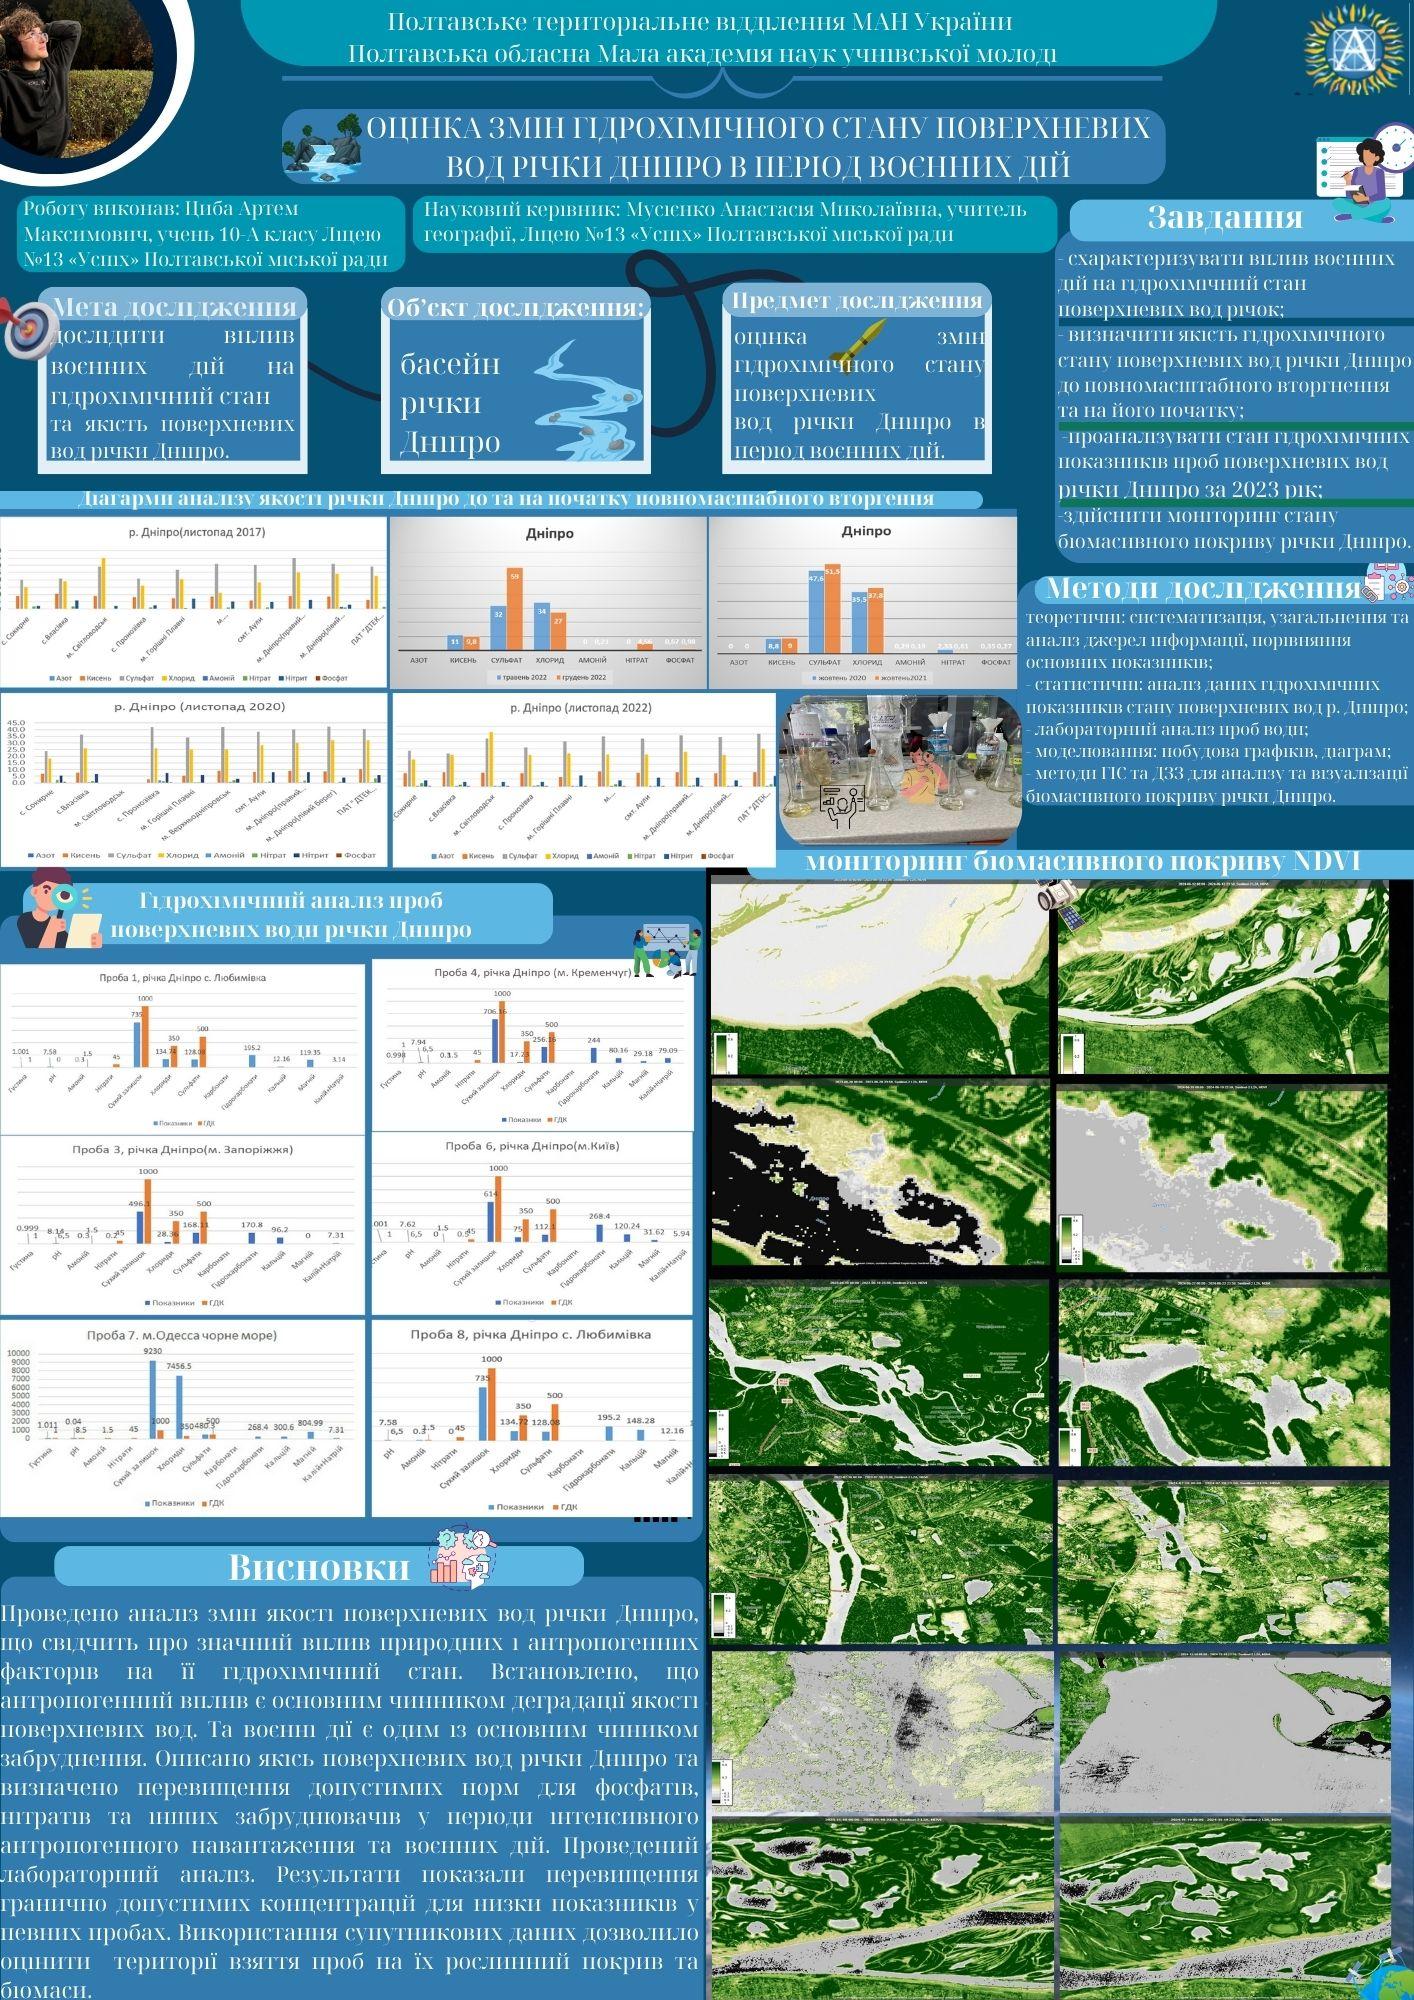 Полтавське територіальне відділення МАН України
Полтавська обласна Мала академія наук учнівської молоді
ОЦІНКА ЗМІН ГІДРОХІМІЧНОГО СТАНУ ПОВЕРХНЕВИХ
ВОД РІЧКИ ДНІПРО В ПЕРІОД ВОЄННИХ ДІЙ
Роботу виконав: Циба Артем
Максимович, учень 10-А класу Ліцею
№13 «Успіх» Полтавської міської ради
Науковий керівник: Мусієнко Анастасія Миколаївна, учитель
географії, Ліцею №13 «Успіх» Полтавської міської ради
Мета дослідження
дослідити вплив
воєнних дій на
гідрохімічний стан
та якість поверхневих
вод річки Дніпро.
Об’єкт дослідження:
басейн
річки
Дніпро
Предмет дослідження
оцінка змін
гідрохімічного стану
поверхневих
вод річки Дніпро в
період воєнних дій.
Завдання
- схарактеризувати вплив воєнних
дій на гідрохімічний стан
поверхневих вод річок;
- визначити якість гідрохімічного
стану поверхневих вод річки Дніпро
до повномасштабного вторгнення
та на його початку;
-проаналізувати стан гідрохімічних
показників проб поверхневих вод
річки Дніпро за 2023 рік;
-здійснити моніторинг стану
біомасивного покриву річки Дніпро.
Діаграми аналізу якості річки Дніпро до та на початку повномасшабного вторгення
р. Дніпро(листопад 2017)
с. Сокирне с.Власівка м. Світловодськ с. Пронозівка м. Горішні Плавні м.... смт. Аули м. Дніпро(правий... м. Дніпро(лівий... ПАТ "ДТЕК...
Азот Кисень Сульфат Хлорид Амоній Нітрат Нітрит Фосфат
Дніпро
11 9,8 32 59 34 27 0 0,21 0 4,56 0,67 0,98
АЗОТ КИСЕНЬ СУЛЬФАТ ХЛОРИД АМОНІЙ НІТРАТ ФОСФАТ
травень 2022 грудень 2022
Дніпро
0 0 8,8 9 47,6 51,5 35,5 37,8
АЗОТ КИСЕНЬ СУЛЬФАТ ХЛОРИД АМОНІЙ НІТРАТ ФОСФАТ
жовтень 2020 жовтень2021
р. Дніпро (листопад 2020)
45.0
40.0
35.0
30.0
25.0
20.0
15.0
10.0
5.0
0.0
с. Сокирне с.Власівка м. Світловодськ с. Пронозівка м. Горішні Плавні м. Верхньодніпровськ смт. Аули м. Дніпро(правий... м. Дніпро(лівий берег) ПАТ "ДТЕК...
Азот Кисень Сульфат Хлорид Амоній Нітрат Нітрит Фосфат
р. Дніпро (листопад 2022)
с.Власівка м. Світловодськ с. Пронозівка м. Горішні Плавні м.... смт. Аули м. Дніпро(правий... м. Дніпро(лівий... ПАТ "ДТЕК...
Азот Кисень Сульфат Хлорид Амоній Нітрат Нітрит Фосфат
Методи дослідження
теоретичні: систематизація, узагальнення та
аналіз джерел інформації, порівняння
основних показників;
- статистичні: аналіз даних гідрохімічних
показників стану поверхневих вод р. Дніпро;
- лабораторний аналіз проб води;
- моделювання: побудова графіків, діаграм;
- методи ГІС та ДЗЗ для аналізу та візуалізації
біомасивного покриву річки Дніпро.
моніторинг біомасивного покриву NDVI
Гідрохімічний аналіз проб
поверхневих води річки Дніпро
Проба 1, річка Дніпро с. Любимівка
1.001 1 7.58 0 0.3 1.5 45 735 1000 134.72 350 128.08 500 195.2 12.16 119.35 3.14
Густина рН Амоній Нітрати Сухий залишок Хлориди Сульфати Карбонати Гідрокарбонати Кальцій Магній Калій+Натрій
Показники ГДК
Проба 4, річка Дніпро (м. Кременчуг)
0.998 1 7.94 6,5 0.3 1.5 45 706.16 1000 17.23 350 256.16 500 244 80.16 29.18 79.09
Густина рН Амоній Нітрати Сухий залишок Хлориди Сульфати Карбонати Гідрокарбонати Кальцій Магній Калій+Натрій
Показники ГДК
Проба 3, річка Дніпро(м. Запоріжжя)
0.999 1 8.14 6,5 0.3 1.5 0.2 45 496.1 1000 28.36 350 168.11 500 170.8 96.2 0 7.31
Густина рН Амоній Нітрати Сухий залишок Хлориди Сульфати Карбонати Гідрокарбонати Кальцій Магній Калій+Натрій
Показники ГДК
Проба 6, річка Дніпро(м.Київ)
001 1 7.62 6,5 0 1.5 0.5 45 614 1000 75 350 112.1 500 268.4 120.24 31.62 5.94
рН Амоній Нітрати Сухий залишок Хлориди Сульфати Карбонати Гідрокарбонати Кальцій Магній Калій+Натрій
Показники ГДК
Проба 7. м.Одесса чорне море)
10000
9000
8000
7000
6000
5000
4000
3000
2000
1000
0
1.011 1 0.04 8.5 1.5 45 9230 1000 7456.5 350 480.3 500 268.4 300.6 804.99 7.31
Густина рН Амоній Нітрати Сухий залишок Хлориди Сульфати Карбонати Гідрокарбонати Кальцій Магній Калій+Натрій
Показники ГДК
Проба 8, річка Дніпро с. Любимівка
7.58 6,5 0.3 1.5 0 45 735 1000 134.72 350 128.08 500 195.2 148.28 12.16
рН Амоній Нітрати Сухий залишок Хлориди Сульфати Карбонати Гідрокарбонати Кальцій Магній
Показники ГДК
Висновки
Проведено аналіз змін якості поверхневих вод річки Дніпро,
що свідчить про значний вплив природних і антропогенних
факторів на її гідрохімічний стан. Встановлено, що
антропогенний вплив є основним чинником деградації якості
поверхневих вод. Та воєнні дії є одим із основним чиником
забруднення. Описано якісь поверхневих вод річки Дніпро та
визначено перевищення допустимих норм для фосфатів,
нітратів та інших забруднювачів у періоди інтенсивного
антропогенного навантаження та воєнних дій. Проведений
лабораторний аналіз. Результати показали перевищення
гранично допустимих концентрацій для низки показників у
певних пробах. Використання супутникових даних дозволило
оцінити території взяття проб на їх рослинний покрив та
біомаси.